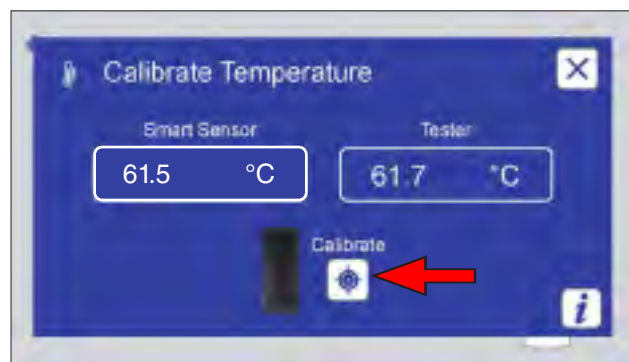 Calibrate Temperature
Smart Sensor
Tester
61.5 °C
61.7 °C
Calibrate
i